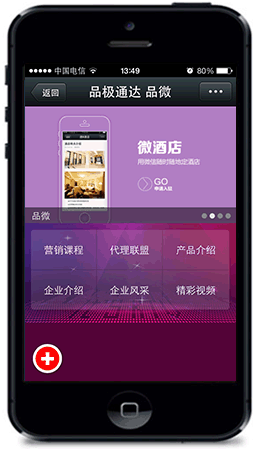 中国电信 13:49 80%
返回 品极通达 品微
微酒店
用微信随时随地定酒店
GO
申请入驻
品微
营销课程 代理联盟 产品介绍
企业介绍 企业风采 精彩视频